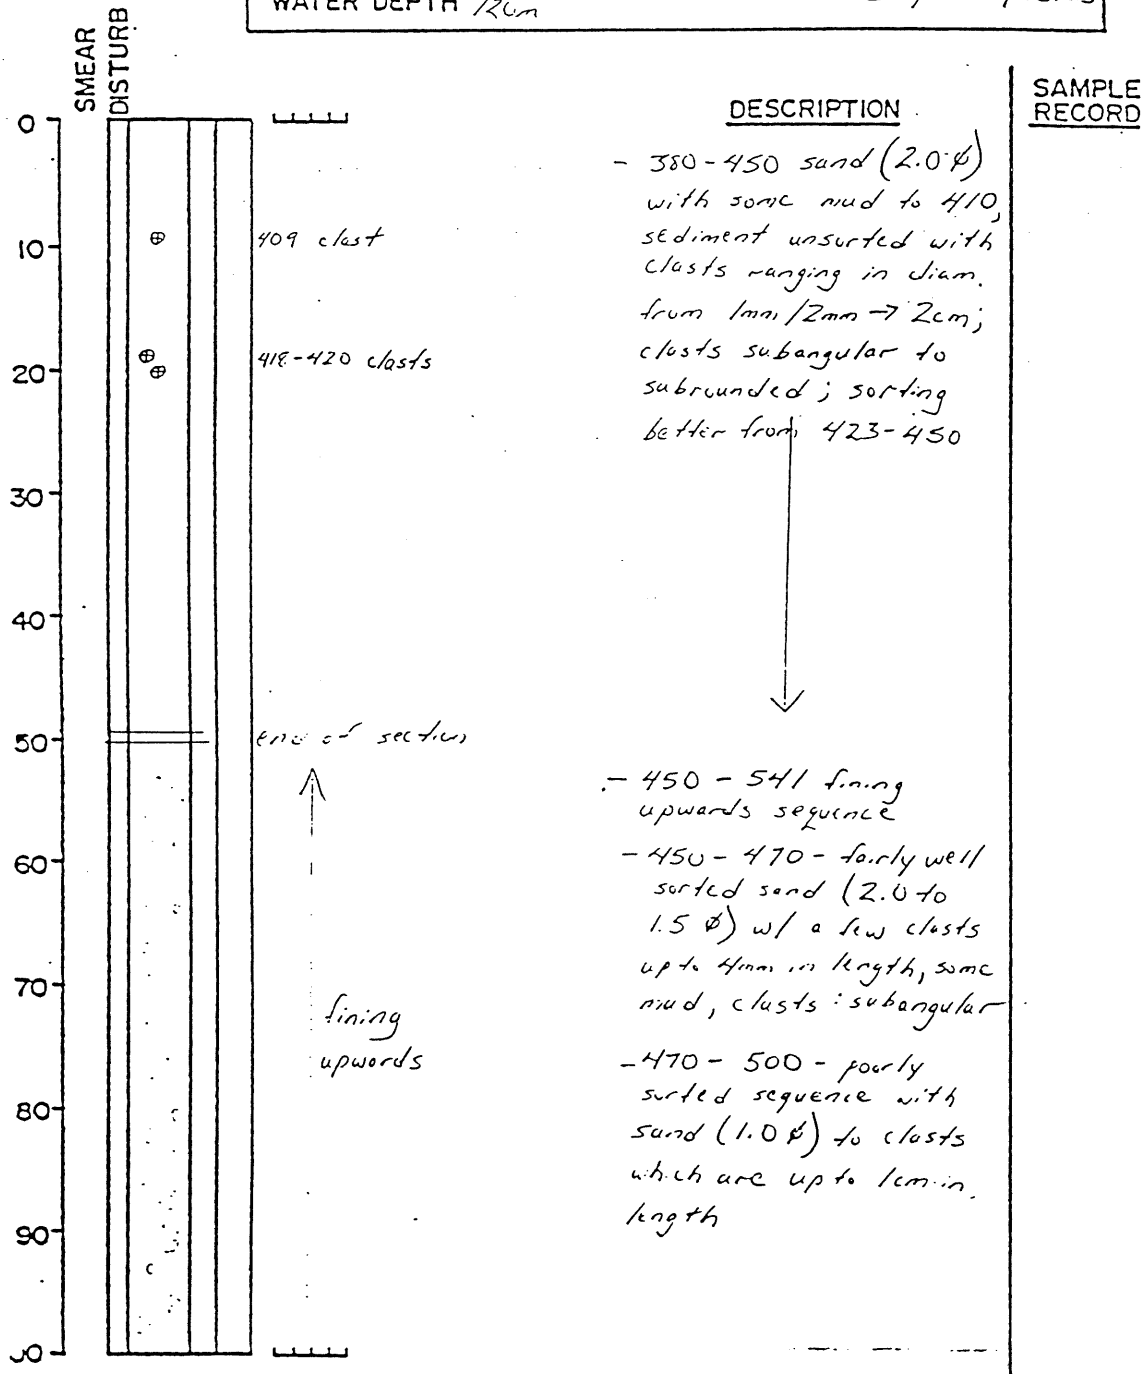 WATER DEPTH 12cm
SMEAR
DISTURB
DESCRIPTION
SAMPLE
RECORD
0
10
20
30
40
50
60
70
80
90
409 clast
418-420 clasts
end of section
fining
upwards
- 380-450 sand (2.0 ϕ)
with some mud to 410,
sediment unsorted with
clasts ranging in diam.
from 1mm/2mm → 2cm;
clasts subangular to
subrounded; sorting
better from 423-450
- 450 - 541 fining
upwards sequence
- 450 - 470 - fairly well
sorted sand (2.0 to
1.5 ϕ) w/ a few clasts
up to 4mm in length, some
mud, clasts: subangular
- 470 - 500 - poorly
sorted sequence with
sand (1.0 ϕ) to clasts
which are up to 1cm in
length